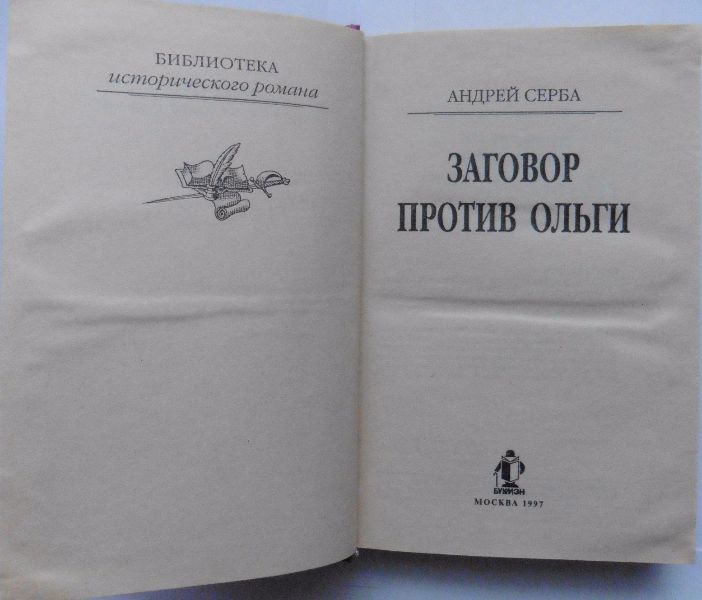 БИБЛИОТЕКА
исторического романа
АНДРЕЙ СЕРБА
ЗАГОВОР
ПРОТИВ ОЛЬГИ
БУКМЭН
МОСКВА 1997